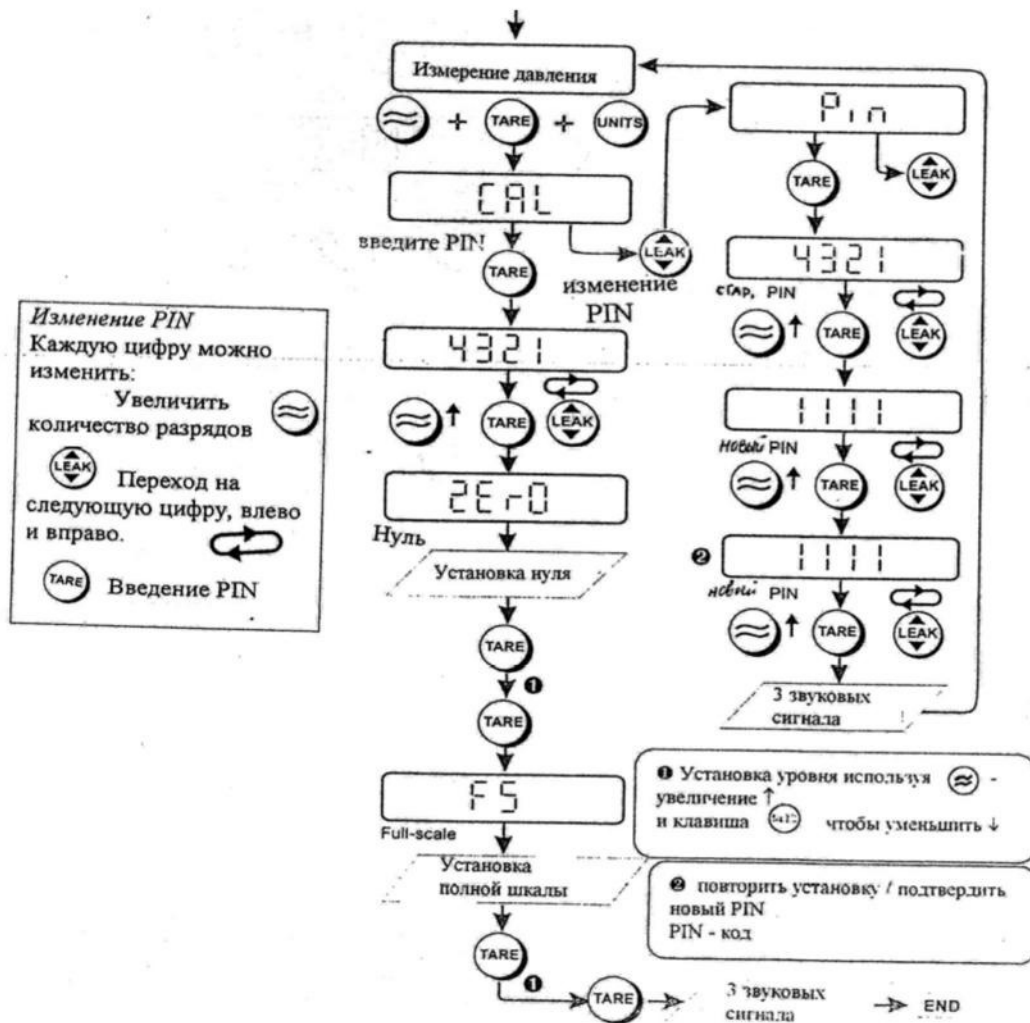 Измерение давления
≈ + TARE + UNITS
CAL
введите PIN
TARE
LEAK
изменение
PIN
4321
≈ ↑ TARE LEAK
ZErO
Нуль
Установка нуля
TARE
❶
TARE
FS
Full-scale
Установка
полной шкалы
TARE
❶
TARE
3 звуковых
сигнала
END
Pin
TARE
LEAK
4321
стар, PIN
≈ ↑ TARE LEAK
1111
новый PIN
≈ ↑ TARE LEAK
❷ 1111
новый PIN
≈ ↑ TARE LEAK
3 звуковых
сигнала
Изменение PIN
Каждую цифру можно
изменить:
Увеличить
количество разрядов ≈
LEAK Переход на
следующую цифру, влево
и вправо.
TARE Введение PIN
❶ Установка уровня используя ≈ -
увеличение ↑
и клавиша чтобы уменьшить ↓
❷ повторить установку / подтвердить
новый PIN
PIN - код